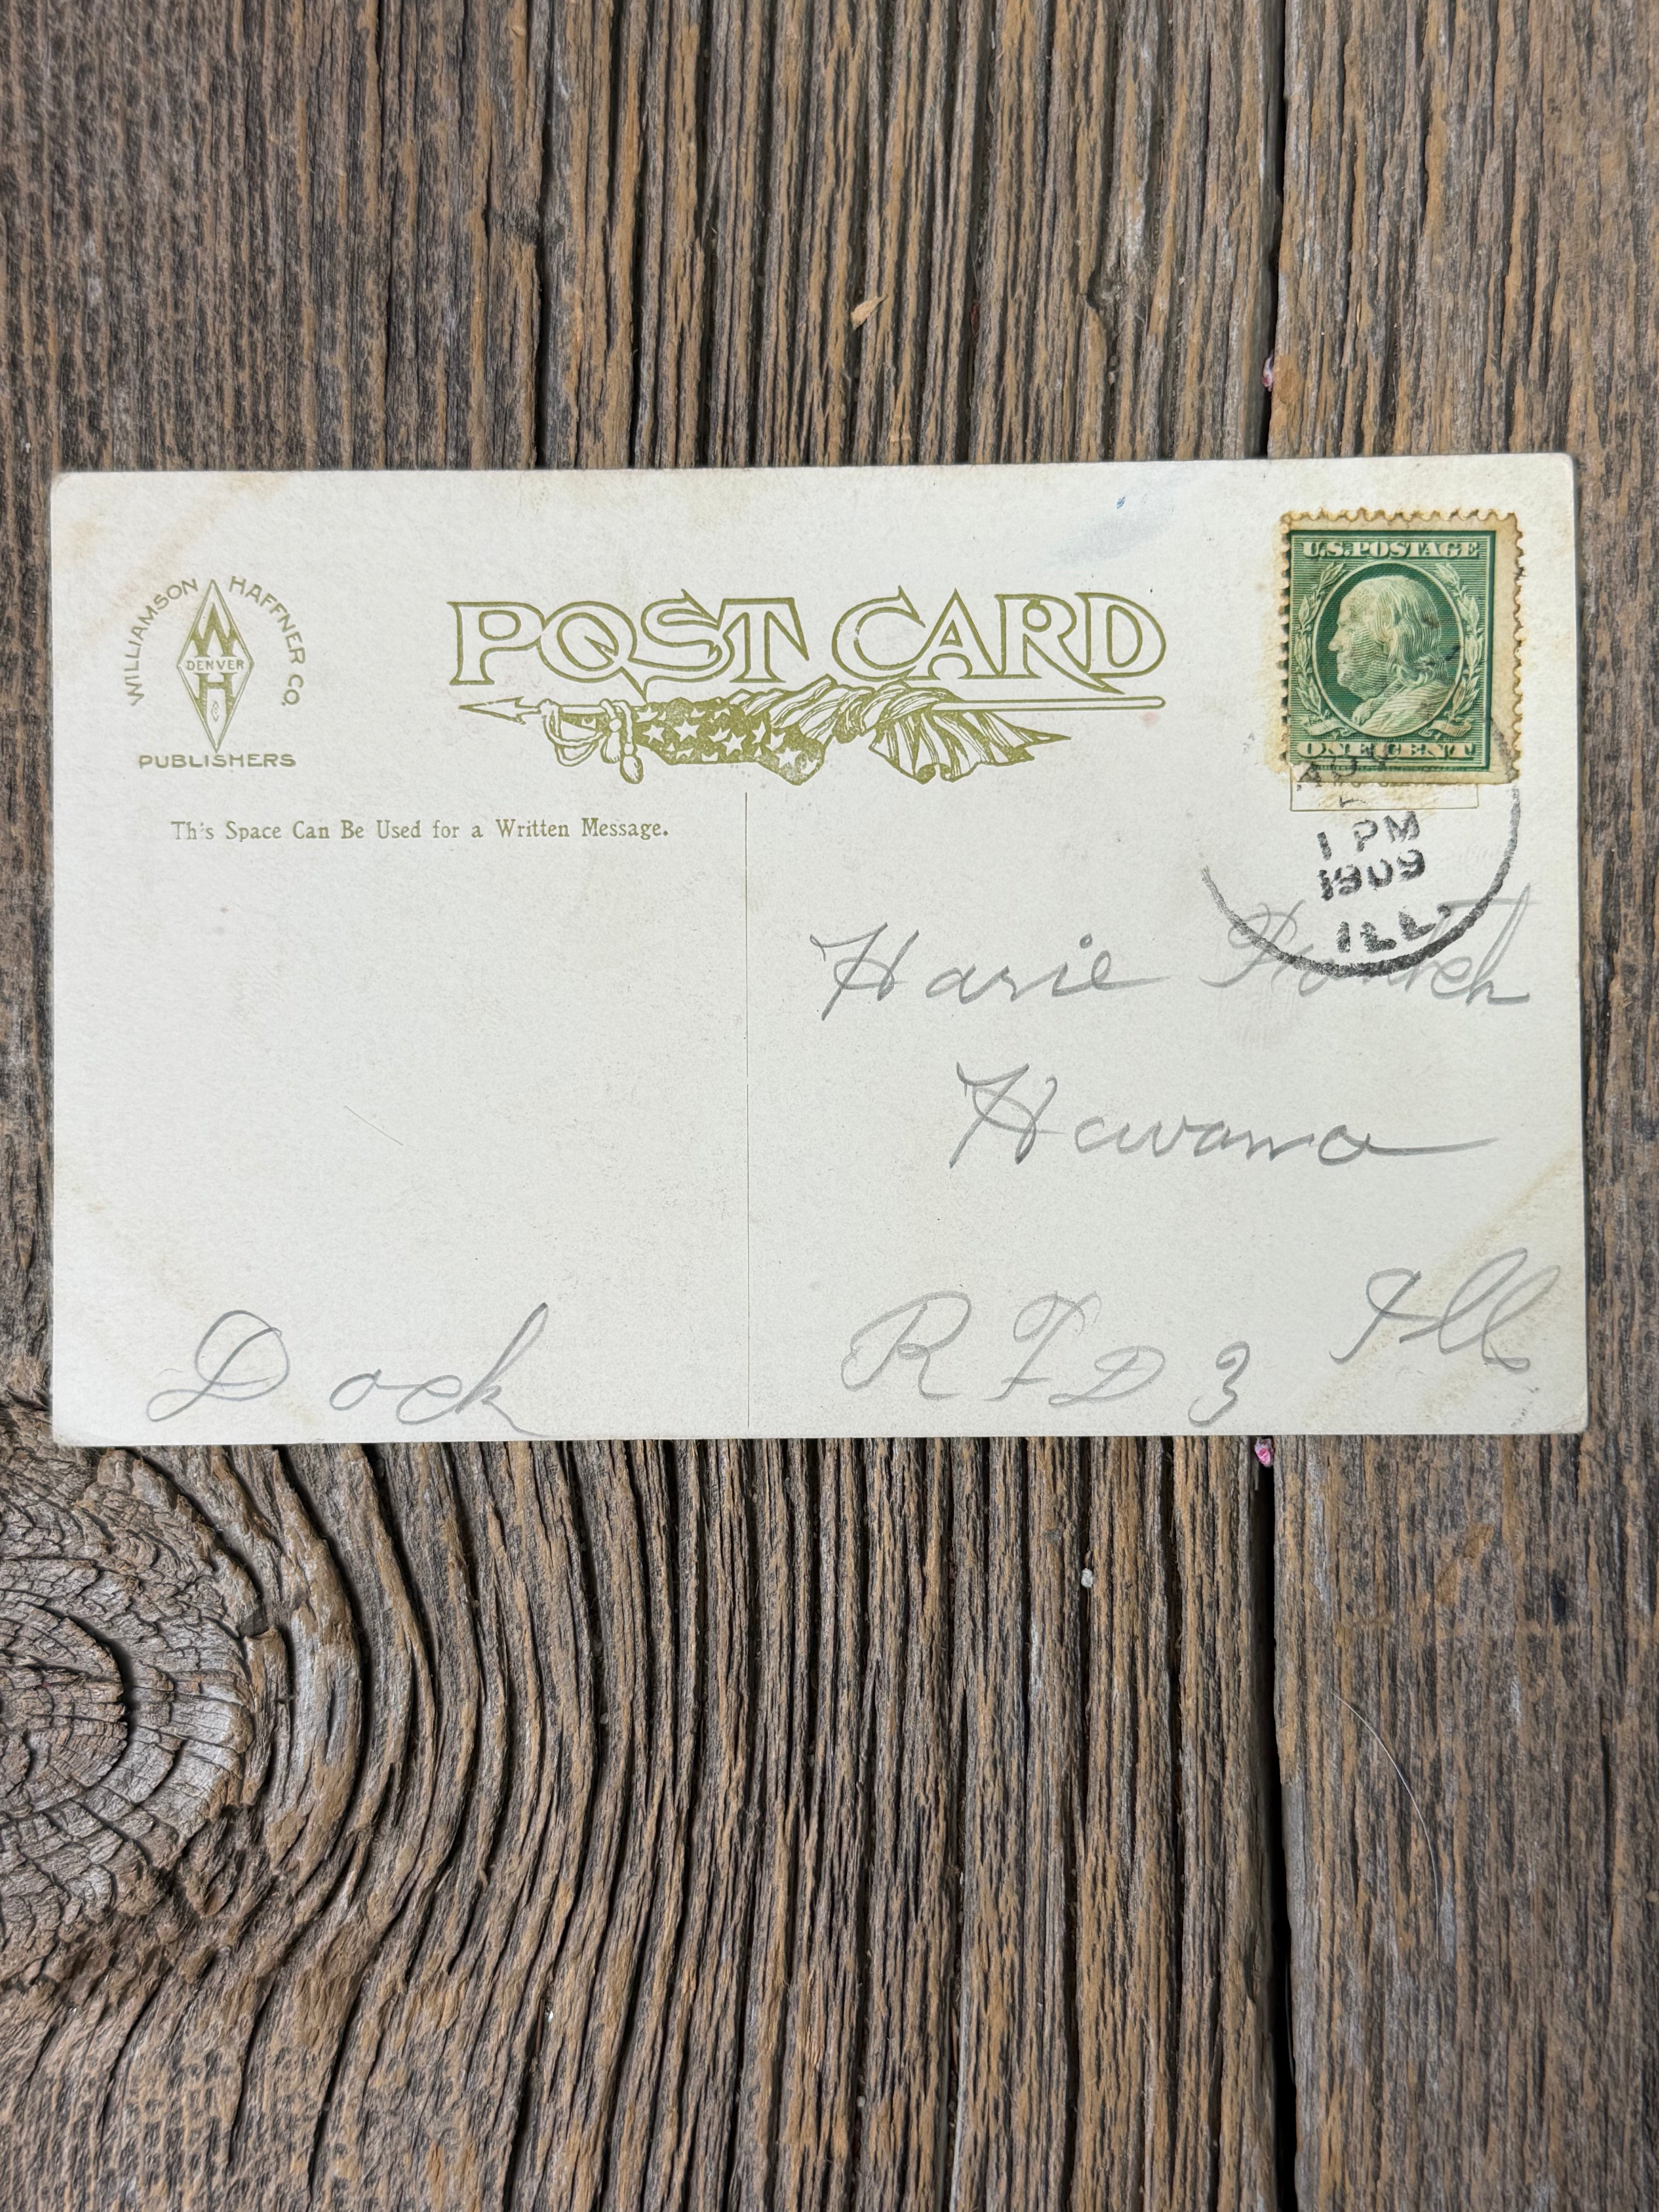 WILLIAMSON HAFFNER CO.
W
DENVER
H
PUBLISHERS
POST CARD
U.S. POSTAGE
ONE CENT
This Space Can Be Used for a Written Message.
1 PM
1909
ILL
Harie
Havana
Dock
R F D 3 Ill